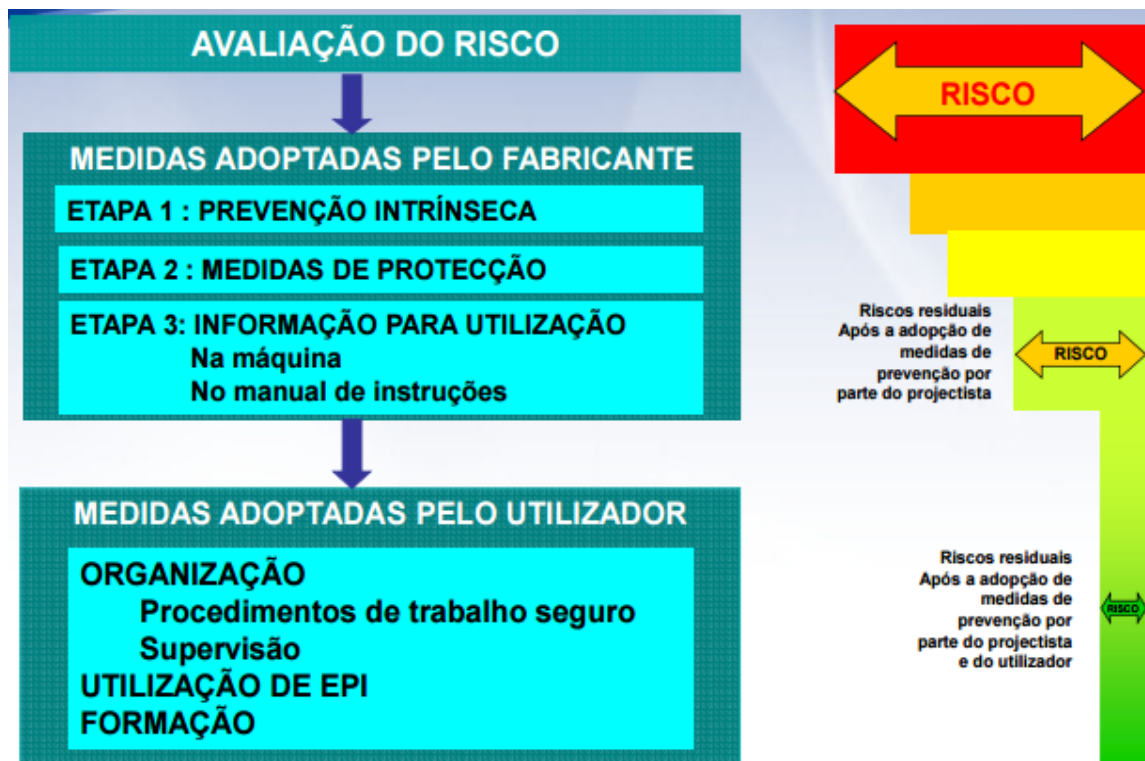 AVALIAÇÃO DO RISCO
MEDIDAS ADOPTADAS PELO FABRICANTE
ETAPA 1 : PREVENÇÃO INTRÍNSECA
ETAPA 2 : MEDIDAS DE PROTECÇÃO
ETAPA 3: INFORMAÇÃO PARA UTILIZAÇÃO
Na máquina
No manual de instruções
MEDIDAS ADOPTADAS PELO UTILIZADOR
ORGANIZAÇÃO
Procedimentos de trabalho seguro
Supervisão
UTILIZAÇÃO DE EPI
FORMAÇÃO
RISCO
Riscos residuais
Após a adopção de
medidas de
prevenção por
parte do projectista
RISCO
Riscos residuais
Após a adopção de
medidas de
prevenção por
parte do projectista
e do utilizador
RISCO